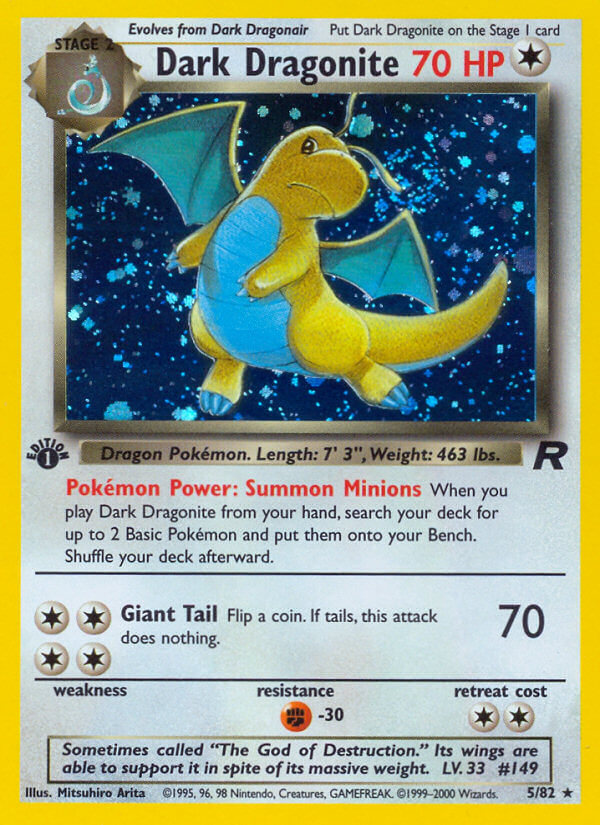 Evolves from Dark Dragonair Put Dark Dragonite on the Stage 1 card
STAGE 2
Dark Dragonite 70 HP
EDITION
1
Dragon Pokémon. Length: 7' 3", Weight: 463 lbs.
R
Pokémon Power: Summon Minions When you
play Dark Dragonite from your hand, search your deck for
up to 2 Basic Pokémon and put them onto your Bench.
Shuffle your deck afterward.
Giant Tail Flip a coin. If tails, this attack
does nothing.
70
weakness resistance retreat cost
-30
Sometimes called “The God of Destruction.” Its wings are
able to support it in spite of its massive weight. LV. 33 #149
Illus. Mitsuhiro Arita ©1995, 96, 98 Nintendo, Creatures, GAMEFREAK. ©1999-2000 Wizards. 5/82 ★